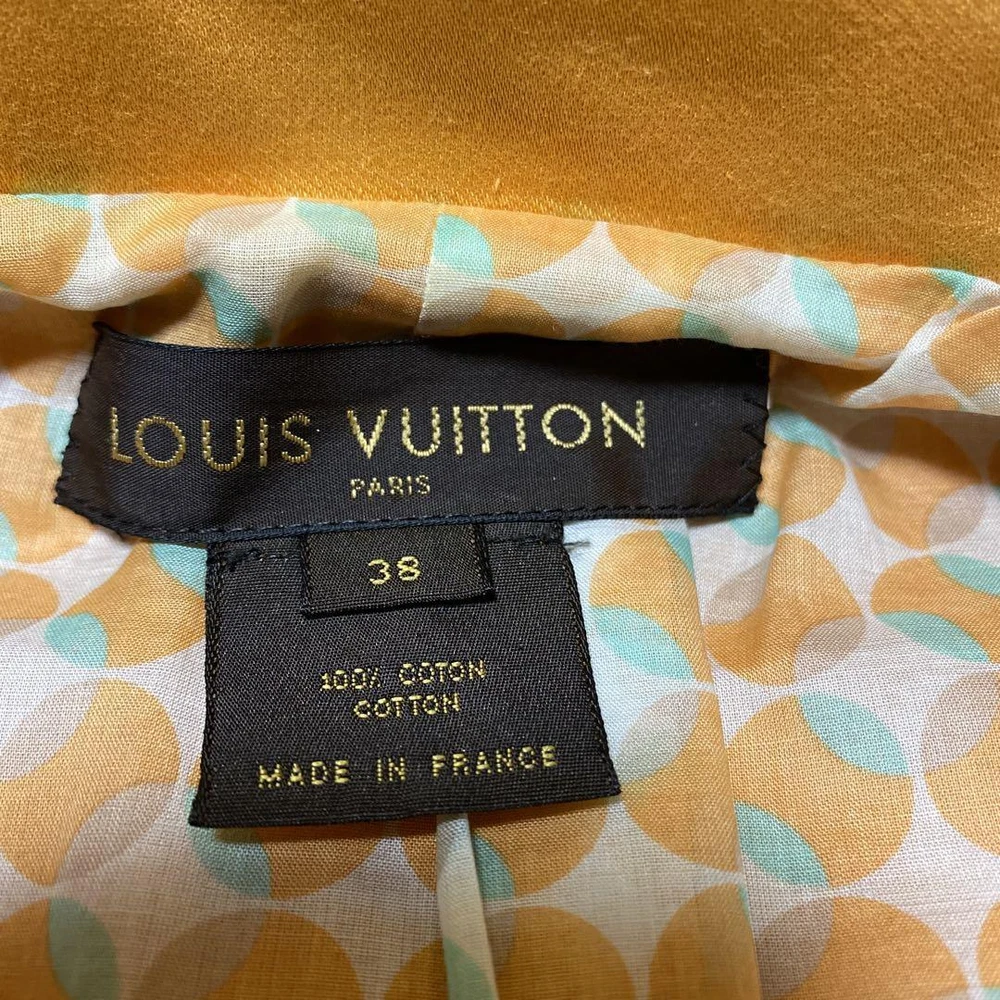 LOUIS VUITTON
PARIS
38
100% COTON
COTTON
MADE IN FRANCE